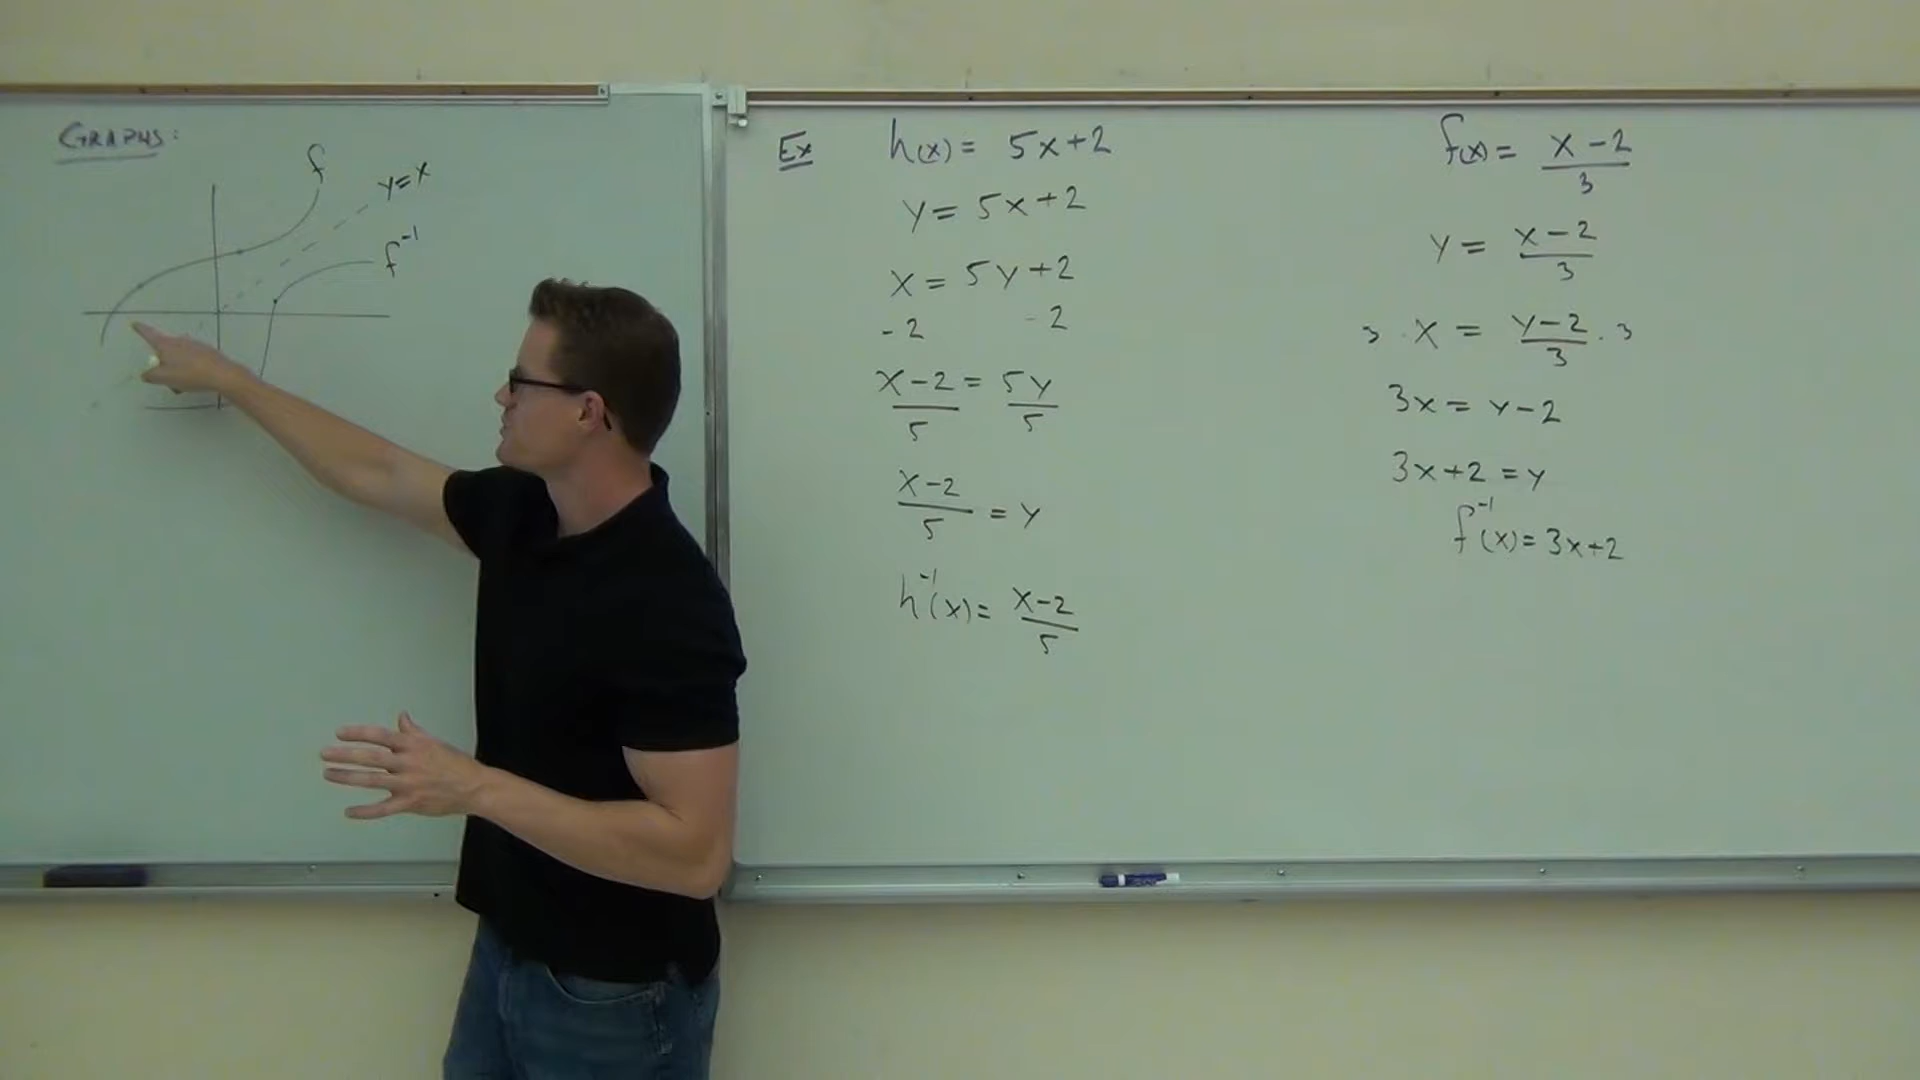 GRAPHS:
f
y=x
f⁻¹
Ex
h(x) = 5x+2
y = 5x+2
x = 5y+2
-2 -2
x-2 = 5y
5 5
x-2
5 = y
h⁻¹(x) = x-2
5
f(x) = x-2
3
y = x-2
3
3 · x = y-2 · 3
3
3x = y-2
3x+2 = y
f⁻¹(x) = 3x+2